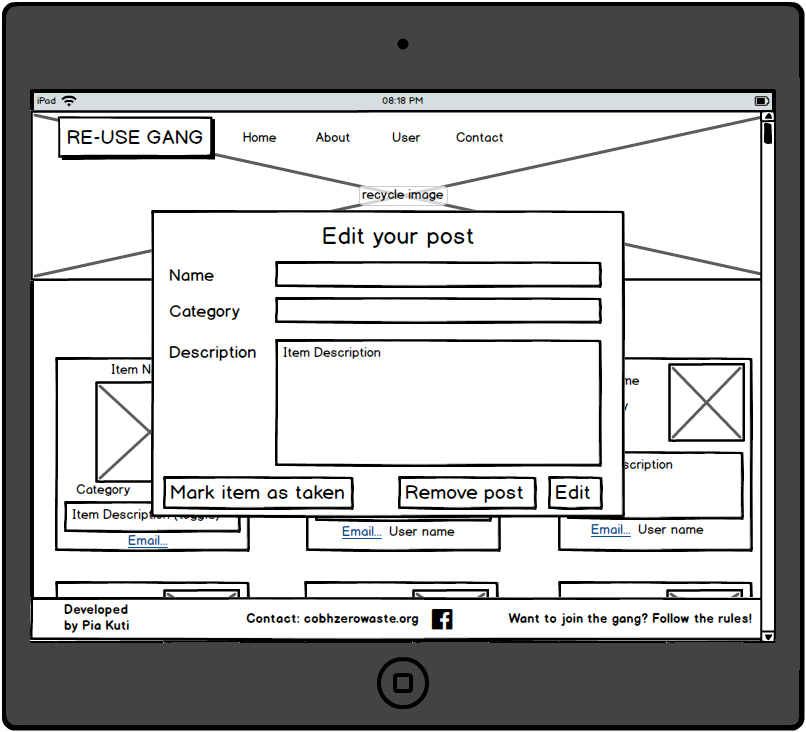 iPad 08:18 PM
RE-USE GANG Home About User Contact
recycle image
Edit your post
Name
Category
Description Item Description
Mark item as taken Remove post Edit
Item N
Category
Item Description (toggle)
Email...
Email... User name
me
y
scription
Email... User name
Developed
by Pia Kuti
Contact: cobhzerowaste.org
Want to join the gang? Follow the rules!